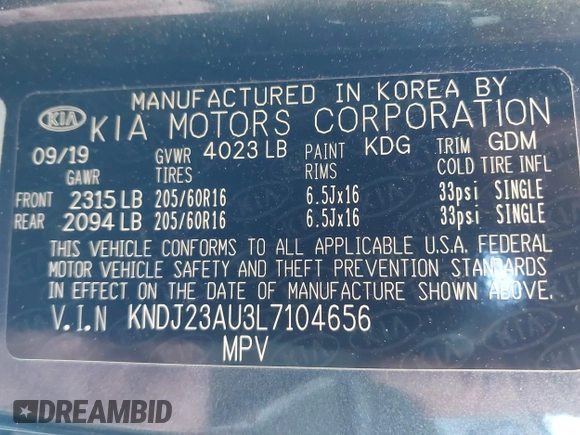 MANUFACTURED IN KOREA BY
KIA KIA MOTORS CORPORATION
09/19 GVWR 4023 LB PAINT KDG TRIM GDM
GAWR TIRES RIMS COLD TIRE INFL
FRONT 2315 LB 205/60R16 6.5Jx16 33psi SINGLE
REAR 2094 LB 205/60R16 6.5Jx16 33psi SINGLE
THIS VEHICLE CONFORMS TO ALL APPLICABLE U.S.A. FEDERAL
MOTOR VEHICLE SAFETY AND THEFT PREVENTION STANDARDS
IN EFFECT ON THE DATE OF MANUFACTURE SHOWN ABOVE.
V.I.N KNDJ23AU3L7104656
MPV
DREAMBID